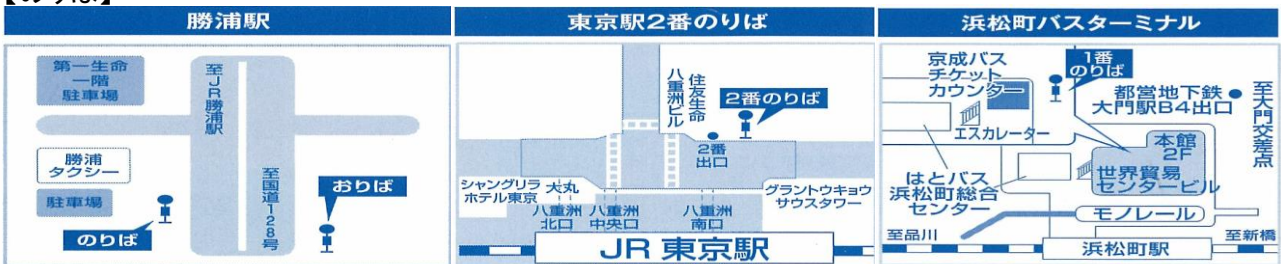 【のりば】
勝浦駅
第一生命
一階
駐車場
至JR勝浦駅
勝浦
タクシー
駐車場
のりば
至国道128号
おりば
東京駅2番のりば
住友生命
八重洲ビル
2番のりば
2番
出口
シャングリラ
ホテル東京
大丸
グラントウキョウ
サウスタワー
八重洲
北口
八重洲
中央口
八重洲
南口
JR 東京駅
浜松町バスターミナル
京成バス
チケット
カウンター
1番
のりば
都営地下鉄
大門駅B4出口
至大門交差点
エスカレーター
本館
2F
はとバス
浜松町総合
センター
世界貿易
センタービル
モノレール
至品川
浜松町駅
至新橋